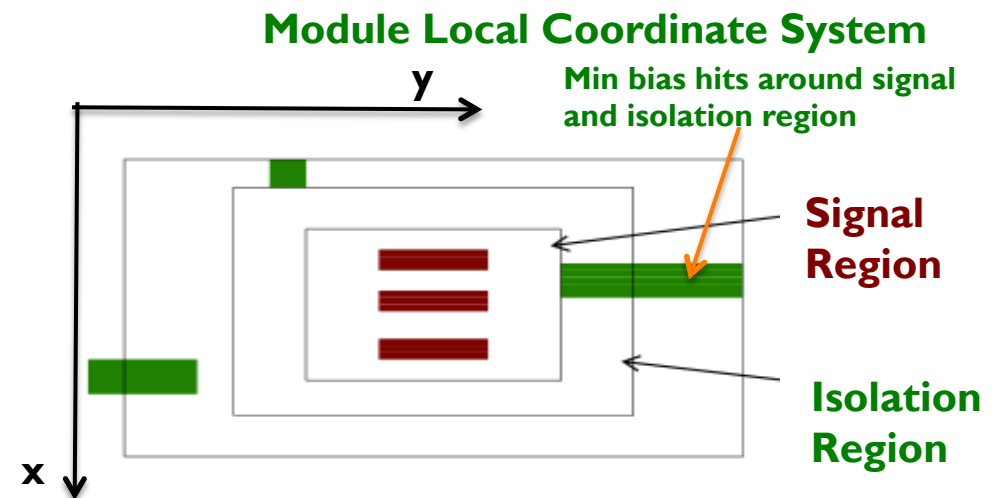 Module Local Coordinate System
y
Min bias hits around signal
and isolation region
Signal
Region
Isolation
Region
x